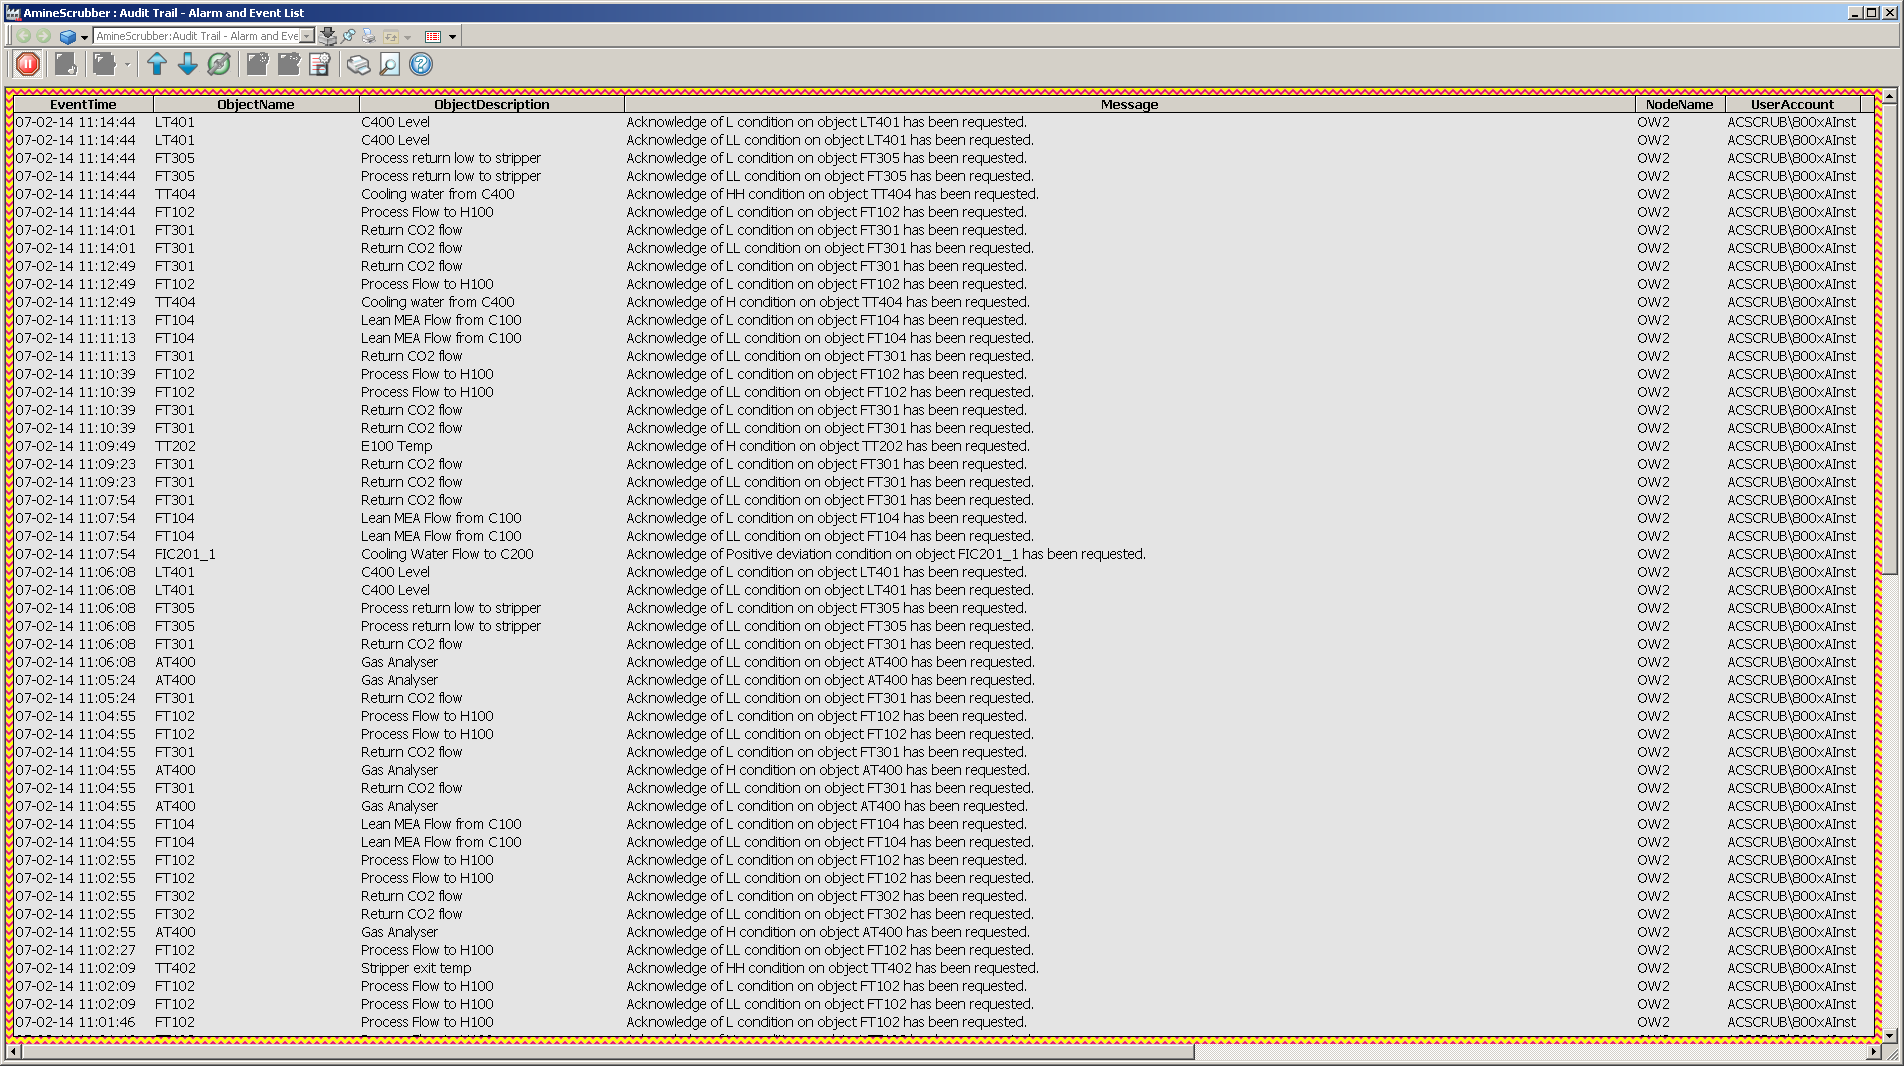 AmineScrubber : Audit Trail - Alarm and Event List
AmineScrubber:Audit Trail - Alarm and Eve
EventTime ObjectName ObjectDescription Message NodeName UserAccount
07-02-14 11:14:44 LT401 C400 Level Acknowledge of L condition on object LT401 has been requested. OW2 ACSCRUB\800xAInst
07-02-14 11:14:44 LT401 C400 Level Acknowledge of LL condition on object LT401 has been requested. OW2 ACSCRUB\800xAInst
07-02-14 11:14:44 FT305 Process return low to stripper Acknowledge of L condition on object FT305 has been requested. OW2 ACSCRUB\800xAInst
07-02-14 11:14:44 FT305 Process return low to stripper Acknowledge of LL condition on object FT305 has been requested. OW2 ACSCRUB\800xAInst
07-02-14 11:14:44 TT404 Cooling water from C400 Acknowledge of HH condition on object TT404 has been requested. OW2 ACSCRUB\800xAInst
07-02-14 11:14:44 FT102 Process Flow to H100 Acknowledge of L condition on object FT102 has been requested. OW2 ACSCRUB\800xAInst
07-02-14 11:14:01 FT301 Return CO2 flow Acknowledge of L condition on object FT301 has been requested. OW2 ACSCRUB\800xAInst
07-02-14 11:14:01 FT301 Return CO2 flow Acknowledge of LL condition on object FT301 has been requested. OW2 ACSCRUB\800xAInst
07-02-14 11:12:49 FT301 Return CO2 flow Acknowledge of L condition on object FT301 has been requested. OW2 ACSCRUB\800xAInst
07-02-14 11:12:49 FT102 Process Flow to H100 Acknowledge of L condition on object FT102 has been requested. OW2 ACSCRUB\800xAInst
07-02-14 11:12:49 TT404 Cooling water from C400 Acknowledge of H condition on object TT404 has been requested. OW2 ACSCRUB\800xAInst
07-02-14 11:11:13 FT104 Lean MEA Flow from C100 Acknowledge of L condition on object FT104 has been requested. OW2 ACSCRUB\800xAInst
07-02-14 11:11:13 FT104 Lean MEA Flow from C100 Acknowledge of LL condition on object FT104 has been requested. OW2 ACSCRUB\800xAInst
07-02-14 11:11:13 FT301 Return CO2 flow Acknowledge of LL condition on object FT301 has been requested. OW2 ACSCRUB\800xAInst
07-02-14 11:10:39 FT102 Process Flow to H100 Acknowledge of L condition on object FT102 has been requested. OW2 ACSCRUB\800xAInst
07-02-14 11:10:39 FT102 Process Flow to H100 Acknowledge of LL condition on object FT102 has been requested. OW2 ACSCRUB\800xAInst
07-02-14 11:10:39 FT301 Return CO2 flow Acknowledge of L condition on object FT301 has been requested. OW2 ACSCRUB\800xAInst
07-02-14 11:10:39 FT301 Return CO2 flow Acknowledge of LL condition on object FT301 has been requested. OW2 ACSCRUB\800xAInst
07-02-14 11:09:49 TT202 E100 Temp Acknowledge of H condition on object TT202 has been requested. OW2 ACSCRUB\800xAInst
07-02-14 11:09:23 FT301 Return CO2 flow Acknowledge of L condition on object FT301 has been requested. OW2 ACSCRUB\800xAInst
07-02-14 11:09:23 FT301 Return CO2 flow Acknowledge of LL condition on object FT301 has been requested. OW2 ACSCRUB\800xAInst
07-02-14 11:07:54 FT301 Return CO2 flow Acknowledge of LL condition on object FT301 has been requested. OW2 ACSCRUB\800xAInst
07-02-14 11:07:54 FT104 Lean MEA Flow from C100 Acknowledge of L condition on object FT104 has been requested. OW2 ACSCRUB\800xAInst
07-02-14 11:07:54 FT104 Lean MEA Flow from C100 Acknowledge of LL condition on object FT104 has been requested. OW2 ACSCRUB\800xAInst
07-02-14 11:07:54 FIC201_1 Cooling Water Flow to C200 Acknowledge of Positive deviation condition on object FIC201_1 has been requested. OW2 ACSCRUB\800xAInst
07-02-14 11:06:08 LT401 C400 Level Acknowledge of L condition on object LT401 has been requested. OW2 ACSCRUB\800xAInst
07-02-14 11:06:08 LT401 C400 Level Acknowledge of LL condition on object LT401 has been requested. OW2 ACSCRUB\800xAInst
07-02-14 11:06:08 FT305 Process return low to stripper Acknowledge of L condition on object FT305 has been requested. OW2 ACSCRUB\800xAInst
07-02-14 11:06:08 FT305 Process return low to stripper Acknowledge of LL condition on object FT305 has been requested. OW2 ACSCRUB\800xAInst
07-02-14 11:06:08 FT301 Return CO2 flow Acknowledge of LL condition on object FT301 has been requested. OW2 ACSCRUB\800xAInst
07-02-14 11:06:08 AT400 Gas Analyser Acknowledge of LL condition on object AT400 has been requested. OW2 ACSCRUB\800xAInst
07-02-14 11:05:24 AT400 Gas Analyser Acknowledge of LL condition on object AT400 has been requested. OW2 ACSCRUB\800xAInst
07-02-14 11:05:24 FT301 Return CO2 flow Acknowledge of LL condition on object FT301 has been requested. OW2 ACSCRUB\800xAInst
07-02-14 11:04:55 FT102 Process Flow to H100 Acknowledge of L condition on object FT102 has been requested. OW2 ACSCRUB\800xAInst
07-02-14 11:04:55 FT102 Process Flow to H100 Acknowledge of LL condition on object FT102 has been requested. OW2 ACSCRUB\800xAInst
07-02-14 11:04:55 FT301 Return CO2 flow Acknowledge of L condition on object FT301 has been requested. OW2 ACSCRUB\800xAInst
07-02-14 11:04:55 AT400 Gas Analyser Acknowledge of H condition on object AT400 has been requested. OW2 ACSCRUB\800xAInst
07-02-14 11:04:55 FT301 Return CO2 flow Acknowledge of LL condition on object FT301 has been requested. OW2 ACSCRUB\800xAInst
07-02-14 11:04:55 AT400 Gas Analyser Acknowledge of L condition on object AT400 has been requested. OW2 ACSCRUB\800xAInst
07-02-14 11:04:55 FT104 Lean MEA Flow from C100 Acknowledge of L condition on object FT104 has been requested. OW2 ACSCRUB\800xAInst
07-02-14 11:04:55 FT104 Lean MEA Flow from C100 Acknowledge of LL condition on object FT104 has been requested. OW2 ACSCRUB\800xAInst
07-02-14 11:02:55 FT102 Process Flow to H100 Acknowledge of L condition on object FT102 has been requested. OW2 ACSCRUB\800xAInst
07-02-14 11:02:55 FT102 Process Flow to H100 Acknowledge of LL condition on object FT102 has been requested. OW2 ACSCRUB\800xAInst
07-02-14 11:02:55 FT302 Return CO2 flow Acknowledge of L condition on object FT302 has been requested. OW2 ACSCRUB\800xAInst
07-02-14 11:02:55 FT302 Return CO2 flow Acknowledge of LL condition on object FT302 has been requested. OW2 ACSCRUB\800xAInst
07-02-14 11:02:55 AT400 Gas Analyser Acknowledge of H condition on object AT400 has been requested. OW2 ACSCRUB\800xAInst
07-02-14 11:02:27 FT102 Process Flow to H100 Acknowledge of LL condition on object FT102 has been requested. OW2 ACSCRUB\800xAInst
07-02-14 11:02:09 TT402 Stripper exit temp Acknowledge of HH condition on object TT402 has been requested. OW2 ACSCRUB\800xAInst
07-02-14 11:02:09 FT102 Process Flow to H100 Acknowledge of L condition on object FT102 has been requested. OW2 ACSCRUB\800xAInst
07-02-14 11:02:09 FT102 Process Flow to H100 Acknowledge of LL condition on object FT102 has been requested. OW2 ACSCRUB\800xAInst
07-02-14 11:01:46 FT102 Process Flow to H100 Acknowledge of L condition on object FT102 has been requested. OW2 ACSCRUB\800xAInst